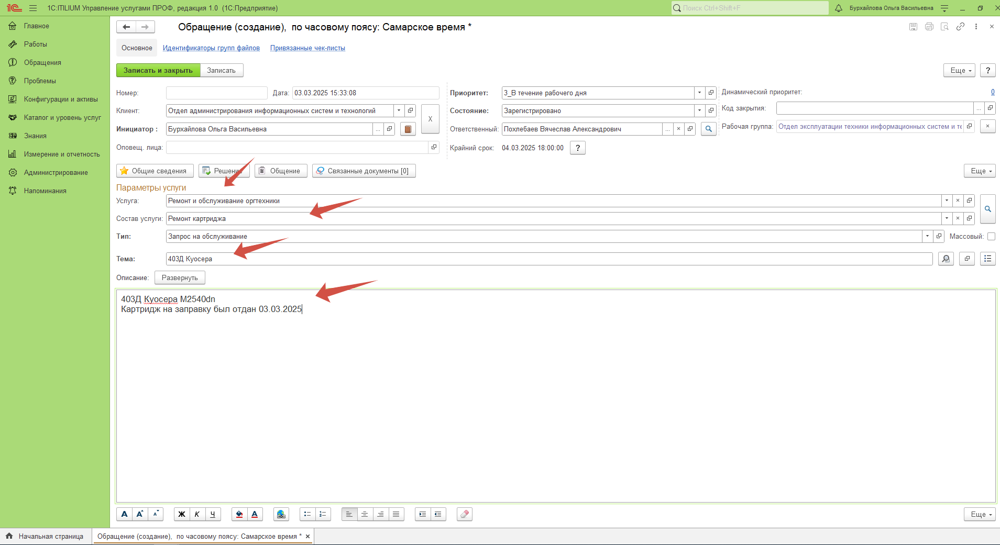 1С:ITILIUM Управление услугами ПРОФ, редакция 1.0 (1С:Предприятие)
Поиск Ctrl+Shift+F
Бурхайлова Ольга Васильевна
Главное
Работы
Обращения
Проблемы
Конфигурации и активы
Каталог и уровень услуг
Знания
Измерение и отчетность
Администрирование
Напоминания
Обращение (создание), по часовому поясу: Самарское время *
Основное
Идентификаторы групп файлов
Привязанные чек-листы
Записать и закрыть
Записать
Еще
?
Номер:
Дата: 03.03.2025 15:33:08
Приоритет: 3_В течение рабочего дня
Динамический приоритет: 0
Клиент: Отдел администрирования информационных систем и технологий
X
Состояние: Зарегистрировано
Код закрытия:
Инициатор : Бурхайлова Ольга Васильевна
Ответственный: Похлебаев Вячеслав Александрович
Рабочая группа: Отдел эксплуатации техники информационных систем и те
Оповещ. лица:
Крайний срок: 04.03.2025 18:00:00
?
Общие сведения
Решение
Общение
Связанные документы [0]
Еще
Параметры услуги
Услуга: Ремонт и обслуживание оргтехники
Состав услуги: Ремонт картриджа
Тип: Запрос на обслуживание
Массовый:
Тема: 403Д Куосера
Описание: Развернуть
403Д Куосера M2540dn
Картридж на заправку был отдан 03.03.2025
А А А Ж К Ч А
Еще
Начальная страница
Обращение (создание), по часовому поясу: Самарское время *